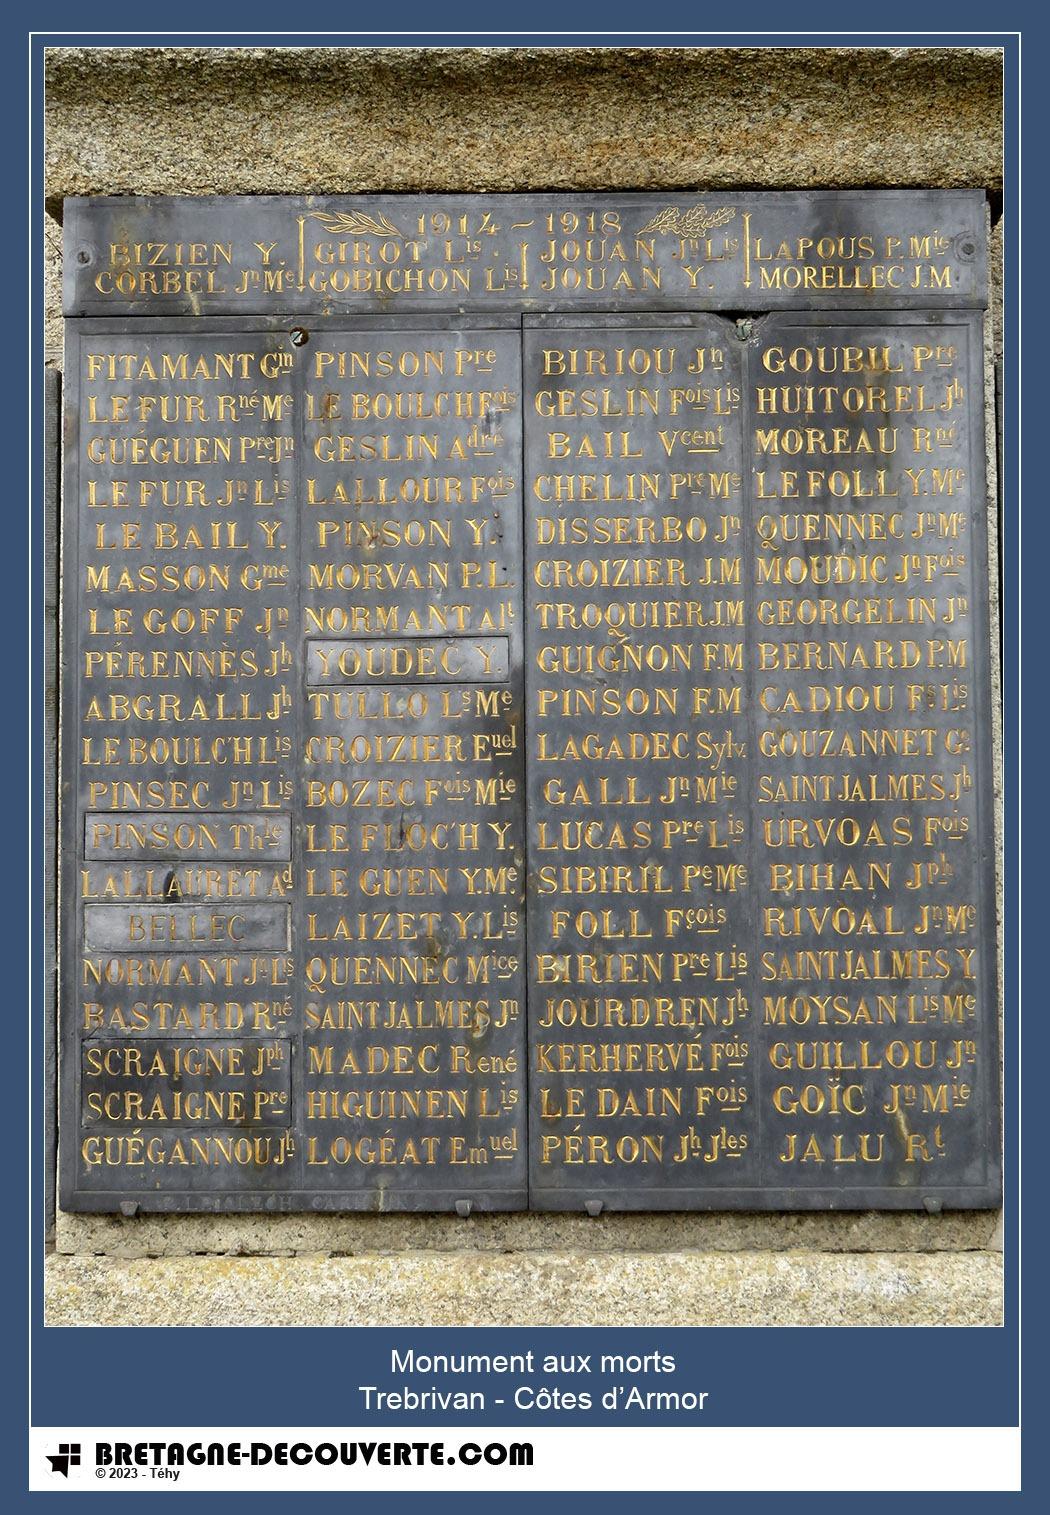 1914 ~ 1918
BIZIEN Y.
CORBEL Jn Me
GIROT Lis
GOBICHON Lis
JOUAN Jn Lis
JOUAN Y.
LAPOUS P. Mie
MORELLEC J.M
FITAMANT Gin
LE FUR Rné Me
GUÉGUEN Pre Jn
LE FUR Jn Lis
LE BAIL Y.
MASSON Gme
LE GOFF Jn
PÉRENNÈS Jh
ABGRALL Jh
LE BOULC'H Lis
PINSEC Jn Lis
PINSON Thle
LALLAURET Ad
BELLEC
NORMANT Jn Lis
BASTARD Rné
SCRAIGNE Jph
SCRAIGNE Pre
GUÉGANNOU Jh
PINSON Pre
LE BOULCH Fois
GESLIN Adre
LALLOUR Fois
PINSON Y.
MORVAN P.L.
NORMANT Alt
YOUDEC Y.
TULLO Ls Me
CROIZIER Euel
BOZEC Fois Mie
LE FLOC'H Y.
LE GUEN Y.Me
LAIZET Y.Lis
QUENNEC Mice
SAINT JALMES Jn
MADEC René
HIGUINEN Lis
LOGÉAT Emuel
BIRIOU Jn
GESLIN Fois Lis
BAIL Vcent
CHELIN Pre Me
DISSERBO Jn
CROIZIER J.M
TROQUIER J.M
GUIGNON F.M
PINSON F.M
LAGADEC Sylv.
GALL Jn Mie
LUCAS Pre Lis
SIBIRIL Pe Me
FOLL Fçois
BIRIEN Pre Lis
JOURDREN Jh
KERHERVÉ Fois
LE DAIN Fois
PÉRON Jh Jles
GOUBIL Pre
HUITOREL Jh
MOREAU Rné
LE FOLL Y.Me
QUENNEC Jn Me
MOUDIC Jn Fois
GEORGELIN Jn
BERNARD P.M
CADIOU Fs Lis
GOUZANNET Ge
SAINT JALMES Jh
URVOAS Fois
BIHAN Jph
RIVOAL Jn Me
SAINT JALMES Y.
MOYSAN Lis Me
GUILLOU Jn
GOÏC Jn Mie
JALU Rt
Monument aux morts
Trebrivan - Côtes d’Armor
BRETAGNE-DECOUVERTE.COM
© 2023 - Téhy